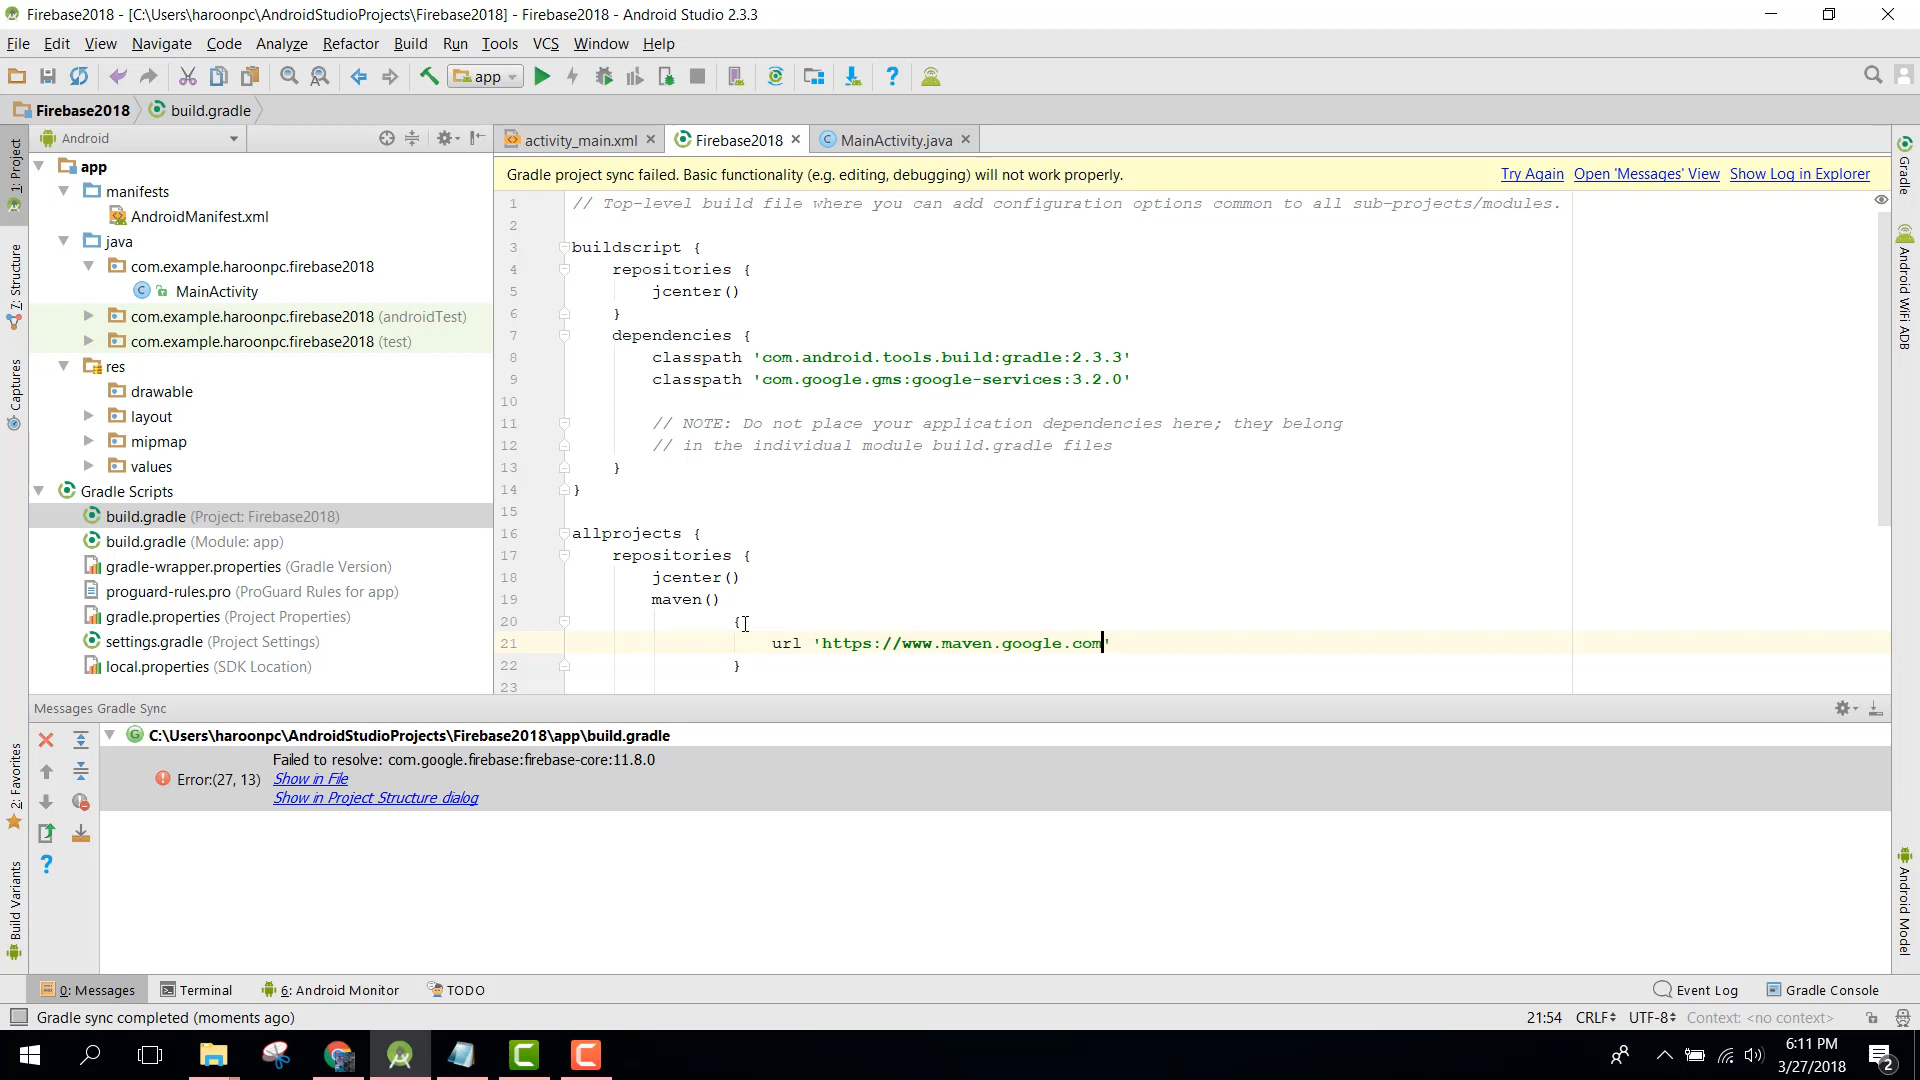 Firebase2018 - [C:\Users\haroonpc\AndroidStudioProjects\Firebase2018] - Firebase2018 - Android Studio 2.3.3
File Edit View Navigate Code Analyze Refactor Build Run Tools VCS Window Help
app
Firebase2018 build.gradle
Android
activity_main.xml Firebase2018 MainActivity.java
1: Project
7: Structure
Captures
2: Favorites
Build Variants
app
manifests
AndroidManifest.xml
java
com.example.haroonpc.firebase2018
MainActivity
com.example.haroonpc.firebase2018 (androidTest)
com.example.haroonpc.firebase2018 (test)
res
drawable
layout
mipmap
values
Gradle Scripts
build.gradle (Project: Firebase2018)
build.gradle (Module: app)
gradle-wrapper.properties (Gradle Version)
proguard-rules.pro (ProGuard Rules for app)
gradle.properties (Project Properties)
settings.gradle (Project Settings)
local.properties (SDK Location)
Gradle project sync failed. Basic functionality (e.g. editing, debugging) will not work properly. Try Again Open 'Messages' View Show Log in Explorer
1 // Top-level build file where you can add configuration options common to all sub-projects/modules.
2
3 buildscript {
4 repositories {
5 jcenter()
6 }
7 dependencies {
8 classpath 'com.android.tools.build:gradle:2.3.3'
9 classpath 'com.google.gms:google-services:3.2.0'
10
11 // NOTE: Do not place your application dependencies here; they belong
12 // in the individual module build.gradle files
13 }
14 }
15
16 allprojects {
17 repositories {
18 jcenter()
19 maven()
20 {
21 url 'https://www.maven.google.com'
22 }
23
Gradle
Android WiFi ADB
Android Model
Messages Gradle Sync
C:\Users\haroonpc\AndroidStudioProjects\Firebase2018\app\build.gradle
Failed to resolve: com.google.firebase:firebase-core:11.8.0
Error:(27, 13) Show in File
Show in Project Structure dialog
0: Messages Terminal 6: Android Monitor TODO Event Log Gradle Console
Gradle sync completed (moments ago) 21:54 CRLF UTF-8 Context: <no context>
6:11 PM
3/27/2018
2